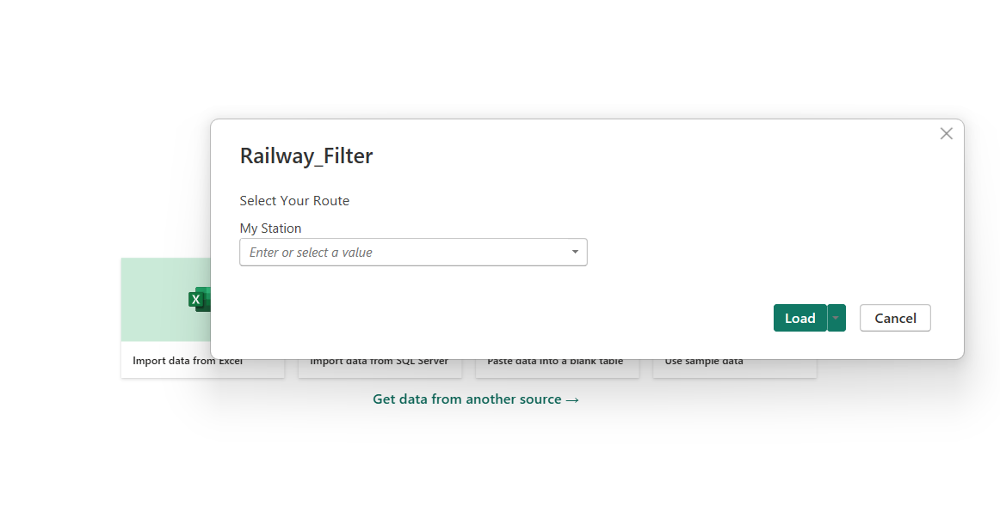 Railway_Filter
Select Your Route
My Station
Enter or select a value
Load
Cancel
X
Import data from Excel
Import data from SQL Server
Paste data into a blank table
Use sample data
Get data from another source →